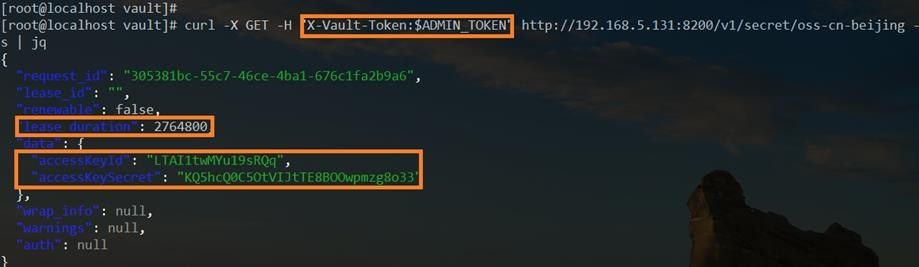 [root@localhost vault]#
[root@localhost vault]# curl -X GET -H "X-Vault-Token:$ADMIN_TOKEN" http://192.168.5.131:8200/v1/secret/oss-cn-beijing -
s | jq
{
"request_id": "305381bc-55c7-46ce-4ba1-676c1fa2b9a6",
"lease_id": "",
"renewable": false,
"lease_duration": 2764800,
"data": {
"accessKeyId": "LTAI1twMYu19sRQq",
"accessKeySecret": "KQ5hcQ0C5OtVIJtTE8BOOwpmzg8o33"
},
"wrap_info": null,
"warnings": null,
"auth": null
}